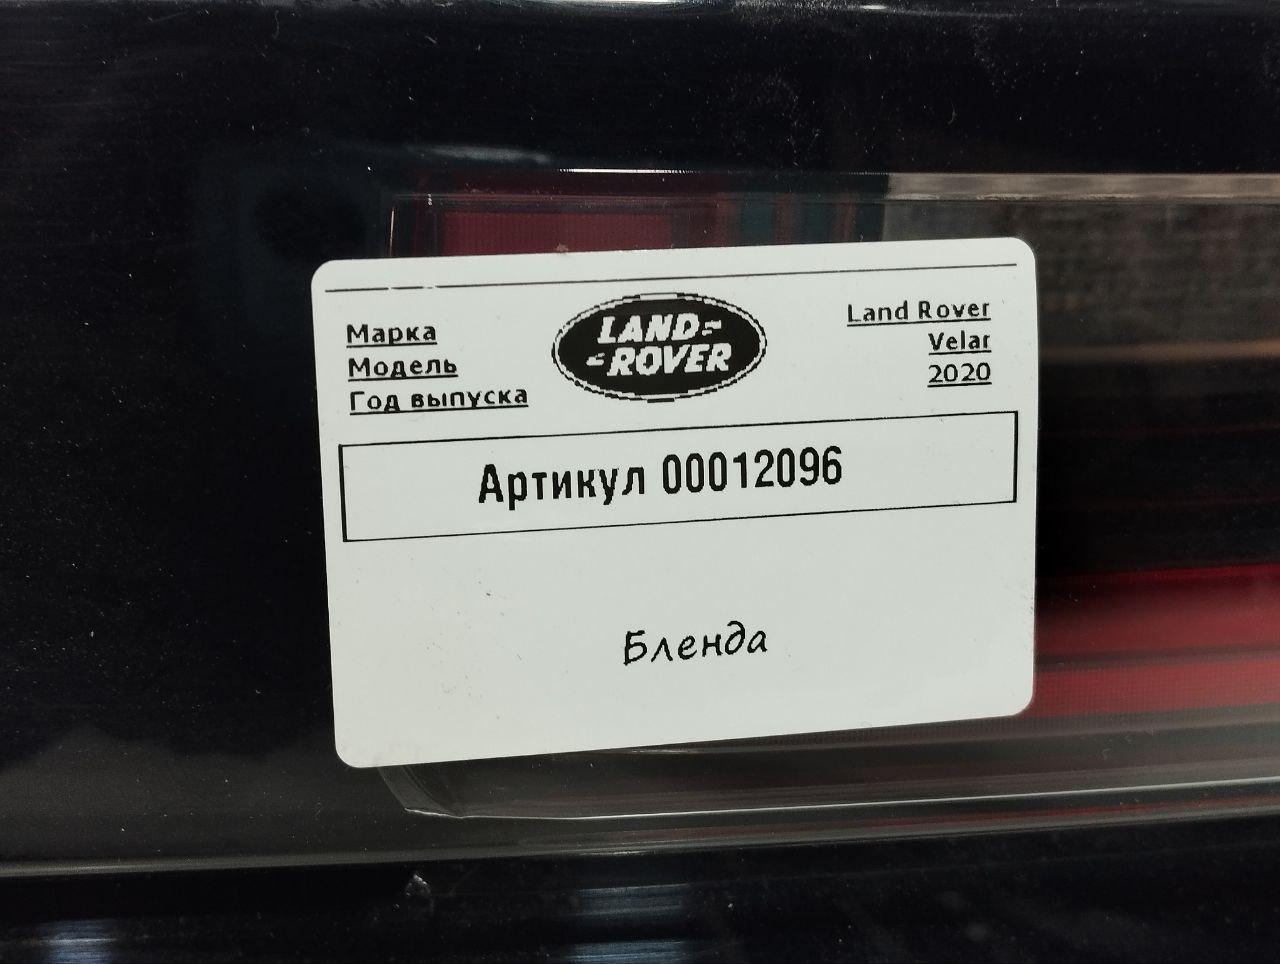 Марка
Модель
Год выпуска
LAND
ROVER
Land Rover
Velar
2020
Артикул 00012096
Бленда